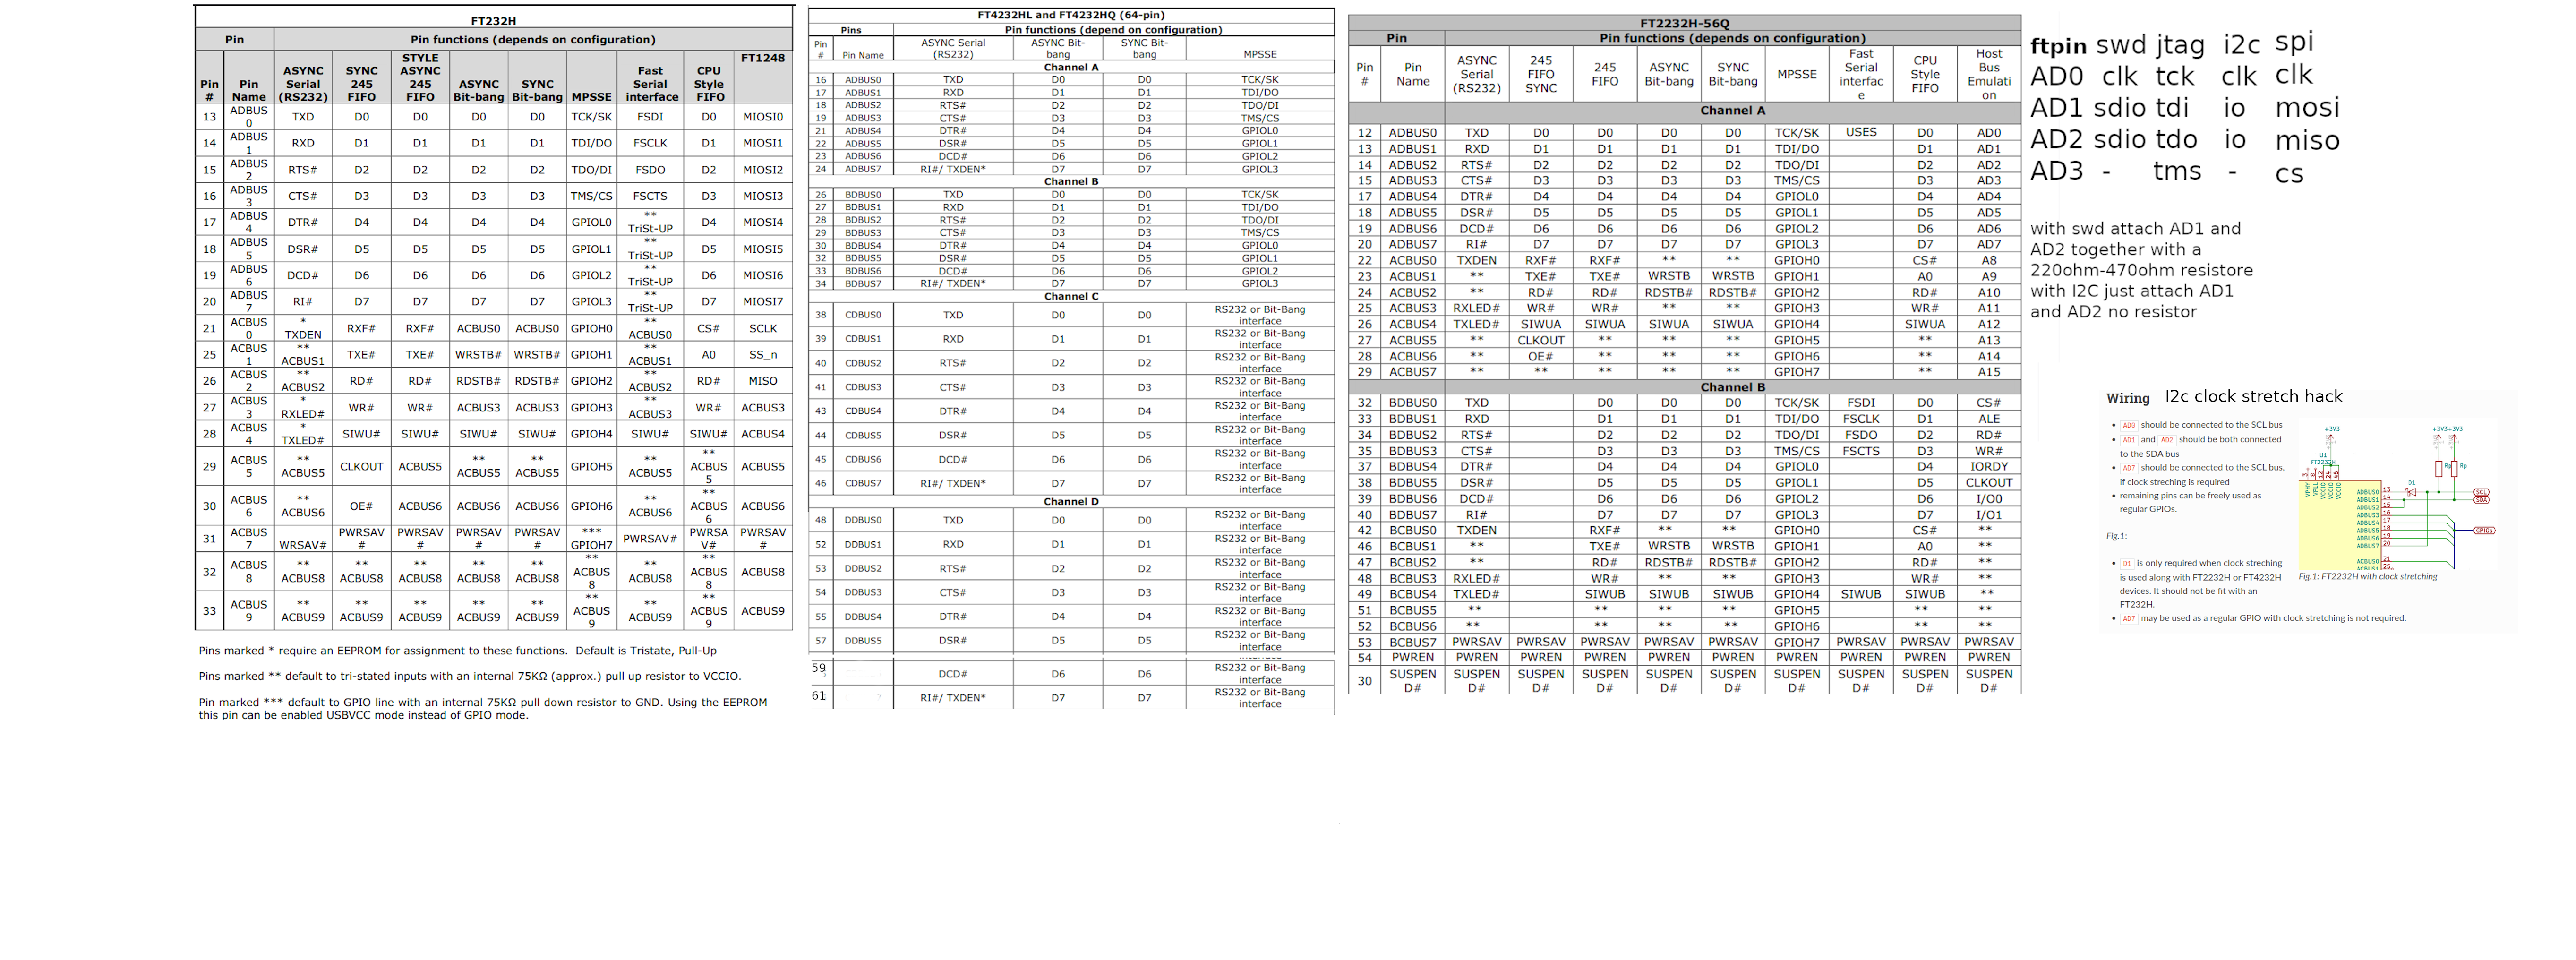 FT232H
Pin Pin functions (depends on configuration)
Pin # Pin Name ASYNC Serial (RS232) SYNC 245 FIFO STYLE ASYNC 245 FIFO ASYNC Bit-bang SYNC Bit-bang MPSSE Fast Serial interface CPU Style FIFO FT1248
13 ADBUS 0 TXD D0 D0 D0 D0 TCK/SK FSDI D0 MIOSI0
14 ADBUS 1 RXD D1 D1 D1 D1 TDI/DO FSCLK D1 MIOSI1
15 ADBUS 2 RTS# D2 D2 D2 D2 TDO/DI FSDO D2 MIOSI2
16 ADBUS 3 CTS# D3 D3 D3 D3 TMS/CS FSCTS D3 MIOSI3
17 ADBUS 4 DTR# D4 D4 D4 D4 GPIOL0 ** TriSt-UP D4 MIOSI4
18 ADBUS 5 DSR# D5 D5 D5 D5 GPIOL1 ** TriSt-UP D5 MIOSI5
19 ADBUS 6 DCD# D6 D6 D6 D6 GPIOL2 ** TriSt-UP D6 MIOSI6
20 ADBUS 7 RI# D7 D7 D7 D7 GPIOL3 ** TriSt-UP D7 MIOSI7
21 ACBUS 0 * TXDEN RXF# RXF# ACBUS0 ACBUS0 GPIOH0 ** ACBUS0 CS# SCLK
25 ACBUS 1 ** ACBUS1 TXE# TXE# WRSTB# WRSTB# GPIOH1 ** ACBUS1 A0 SS_n
26 ACBUS 2 ** ACBUS2 RD# RD# RDSTB# RDSTB# GPIOH2 ** ACBUS2 RD# MISO
27 ACBUS 3 * RXLED# WR# WR# ACBUS3 ACBUS3 GPIOH3 ** ACBUS3 WR# ACBUS3
28 ACBUS 4 * TXLED# SIWU# SIWU# SIWU# SIWU# GPIOH4 SIWU# SIWU# ACBUS4
29 ACBUS 5 ** ACBUS5 CLKOUT ACBUS5 ** ACBUS5 ** ACBUS5 GPIOH5 ** ACBUS5 ** ACBUS 5 ACBUS5
30 ACBUS 6 ** ACBUS6 OE# ACBUS6 ACBUS6 ACBUS6 GPIOH6 ** ACBUS6 ** ACBUS 6 ACBUS6
31 ACBUS 7 WRSAV# PWRSAV # PWRSAV # PWRSAV # PWRSAV # *** GPIOH7 PWRSAV# PWRSA V# PWRSAV #
32 ACBUS 8 ** ACBUS8 ** ACBUS8 ** ACBUS8 ** ACBUS8 ** ACBUS8 ** ACBUS 8 ** ACBUS8 ** ACBUS 8 ACBUS8
33 ACBUS 9 ** ACBUS9 ** ACBUS9 ** ACBUS9 ** ACBUS9 ** ACBUS9 ** ACBUS 9 ** ACBUS9 ** ACBUS 9 ACBUS9
Pins marked * require an EEPROM for assignment to these functions. Default is Tristate, Pull-Up
Pins marked ** default to tri-stated inputs with an internal 75KΩ (approx.) pull up resistor to VCCIO.
Pin marked *** default to GPIO line with an internal 75KΩ pull down resistor to GND. Using the EEPROM
this pin can be enabled USBVCC mode instead of GPIO mode.
FT4232HL and FT4232HQ (64-pin)
Pins Pin functions (depend on configuration)
Pin # Pin Name ASYNC Serial (RS232) ASYNC Bit-bang SYNC Bit-bang MPSSE
Channel A
16 ADBUS0 TXD D0 D0 TCK/SK
17 ADBUS1 RXD D1 D1 TDI/DO
18 ADBUS2 RTS# D2 D2 TDO/DI
19 ADBUS3 CTS# D3 D3 TMS/CS
21 ADBUS4 DTR# D4 D4 GPIOL0
22 ADBUS5 DSR# D5 D5 GPIOL1
23 ADBUS6 DCD# D6 D6 GPIOL2
24 ADBUS7 RI#/ TXDEN* D7 D7 GPIOL3
Channel B
26 BDBUS0 TXD D0 D0 TCK/SK
27 BDBUS1 RXD D1 D1 TDI/DO
28 BDBUS2 RTS# D2 D2 TDO/DI
29 BDBUS3 CTS# D3 D3 TMS/CS
30 BDBUS4 DTR# D4 D4 GPIOL0
32 BDBUS5 DSR# D5 D5 GPIOL1
33 BDBUS6 DCD# D6 D6 GPIOL2
34 BDBUS7 RI#/ TXDEN* D7 D7 GPIOL3
Channel C
38 CDBUS0 TXD D0 D0 RS232 or Bit-Bang interface
39 CDBUS1 RXD D1 D1 RS232 or Bit-Bang interface
40 CDBUS2 RTS# D2 D2 RS232 or Bit-Bang interface
41 CDBUS3 CTS# D3 D3 RS232 or Bit-Bang interface
43 CDBUS4 DTR# D4 D4 RS232 or Bit-Bang interface
44 CDBUS5 DSR# D5 D5 RS232 or Bit-Bang interface
45 CDBUS6 DCD# D6 D6 RS232 or Bit-Bang interface
46 CDBUS7 RI#/ TXDEN* D7 D7 RS232 or Bit-Bang interface
Channel D
48 DDBUS0 TXD D0 D0 RS232 or Bit-Bang interface
52 DDBUS1 RXD D1 D1 RS232 or Bit-Bang interface
53 DDBUS2 RTS# D2 D2 RS232 or Bit-Bang interface
54 DDBUS3 CTS# D3 D3 RS232 or Bit-Bang interface
55 DDBUS4 DTR# D4 D4 RS232 or Bit-Bang interface
57 DDBUS5 DSR# D5 D5 RS232 or Bit-Bang interface
59 DCD# D6 D6 RS232 or Bit-Bang interface
61 RI#/ TXDEN* D7 D7 RS232 or Bit-Bang interface
FT2232H-56Q
Pin Pin functions (depends on configuration)
Pin # Pin Name ASYNC Serial (RS232) 245 FIFO SYNC 245 FIFO ASYNC Bit-bang SYNC Bit-bang MPSSE Fast Serial interfac e CPU Style FIFO Host Bus Emulati on
Channel A
12 ADBUS0 TXD D0 D0 D0 D0 TCK/SK USES D0 AD0
13 ADBUS1 RXD D1 D1 D1 D1 TDI/DO D1 AD1
14 ADBUS2 RTS# D2 D2 D2 D2 TDO/DI D2 AD2
15 ADBUS3 CTS# D3 D3 D3 D3 TMS/CS D3 AD3
17 ADBUS4 DTR# D4 D4 D4 D4 GPIOL0 D4 AD4
18 ADBUS5 DSR# D5 D5 D5 D5 GPIOL1 D5 AD5
19 ADBUS6 DCD# D6 D6 D6 D6 GPIOL2 D6 AD6
20 ADBUS7 RI# D7 D7 D7 D7 GPIOL3 D7 AD7
22 ACBUS0 TXDEN RXF# RXF# ** ** GPIOH0 CS# A8
23 ACBUS1 ** TXE# TXE# WRSTB WRSTB GPIOH1 A0 A9
24 ACBUS2 ** RD# RD# RDSTB# RDSTB# GPIOH2 RD# A10
25 ACBUS3 RXLED# WR# WR# ** ** GPIOH3 WR# A11
26 ACBUS4 TXLED# SIWUA SIWUA SIWUA SIWUA GPIOH4 SIWUA A12
27 ACBUS5 ** CLKOUT ** ** ** GPIOH5 ** A13
28 ACBUS6 ** OE# ** ** ** GPIOH6 ** A14
29 ACBUS7 ** ** ** ** ** GPIOH7 ** A15
Channel B
32 BDBUS0 TXD D0 D0 D0 TCK/SK FSDI D0 CS#
33 BDBUS1 RXD D1 D1 D1 TDI/DO FSCLK D1 ALE
34 BDBUS2 RTS# D2 D2 D2 TDO/DI FSDO D2 RD#
35 BDBUS3 CTS# D3 D3 D3 TMS/CS FSCTS D3 WR#
37 BDBUS4 DTR# D4 D4 D4 GPIOL0 D4 IORDY
38 BDBUS5 DSR# D5 D5 D5 GPIOL1 D5 CLKOUT
39 BDBUS6 DCD# D6 D6 D6 GPIOL2 D6 I/O0
40 BDBUS7 RI# D7 D7 D7 GPIOL3 D7 I/O1
42 BCBUS0 TXDEN RXF# ** ** GPIOH0 CS# **
46 BCBUS1 ** TXE# WRSTB WRSTB GPIOH1 A0 **
47 BCBUS2 ** RD# RDSTB# RDSTB# GPIOH2 RD# **
48 BCBUS3 RXLED# WR# ** ** GPIOH3 WR# **
49 BCBUS4 TXLED# SIWUB SIWUB SIWUB GPIOH4 SIWUB SIWUB **
51 BCBUS5 ** ** ** ** GPIOH5 ** **
52 BCBUS6 ** ** ** ** GPIOH6 ** **
53 BCBUS7 PWRSAV PWRSAV PWRSAV PWRSAV PWRSAV GPIOH7 PWRSAV PWRSAV PWRSAV
54 PWREN PWREN PWREN PWREN PWREN PWREN PWREN PWREN PWREN PWREN
30 SUSPEN D# SUSPEN D# SUSPEN D# SUSPEN D# SUSPEN D# SUSPEN D# SUSPEN D# SUSPEN D# SUSPEN D# SUSPEN D#
ftpin swd jtag i2c spi
AD0 clk tck clk clk
AD1 sdio tdi io mosi
AD2 sdio tdo io miso
AD3 - tms - cs
with swd attach AD1 and
AD2 together with a
220ohm-470ohm resistore
with I2C just attach AD1
and AD2 no resistor
Wiring I2c clock stretch hack
AD0 should be connected to the SCL bus
AD1 and AD2 should be both connected
to the SDA bus
AD7 should be connected to the SCL bus,
if clock streching is required
remaining pins can be freely used as
regular GPIOs.
Fig.1:
D1 is only required when clock streching
is used along with FT2232H or FT4232H
devices. It should not be fit with an
FT232H.
AD7 may be used as a regular GPIO with clock stretching is not required.
+3V3
+3V3+3V3
U1
FT2232H
Rp Rp
D1
VPHY VPLL VCCIO VCCIO VCCIO
ADBUS0 13
ADBUS1 14
ADBUS2 15
ADBUS3 16
ADBUS4 17
ADBUS5 18
ADBUS6 19
ADBUS7 20
ACBUS0 21
SCL
SDA
GPIOs
Fig.1: FT2232H with clock stretching